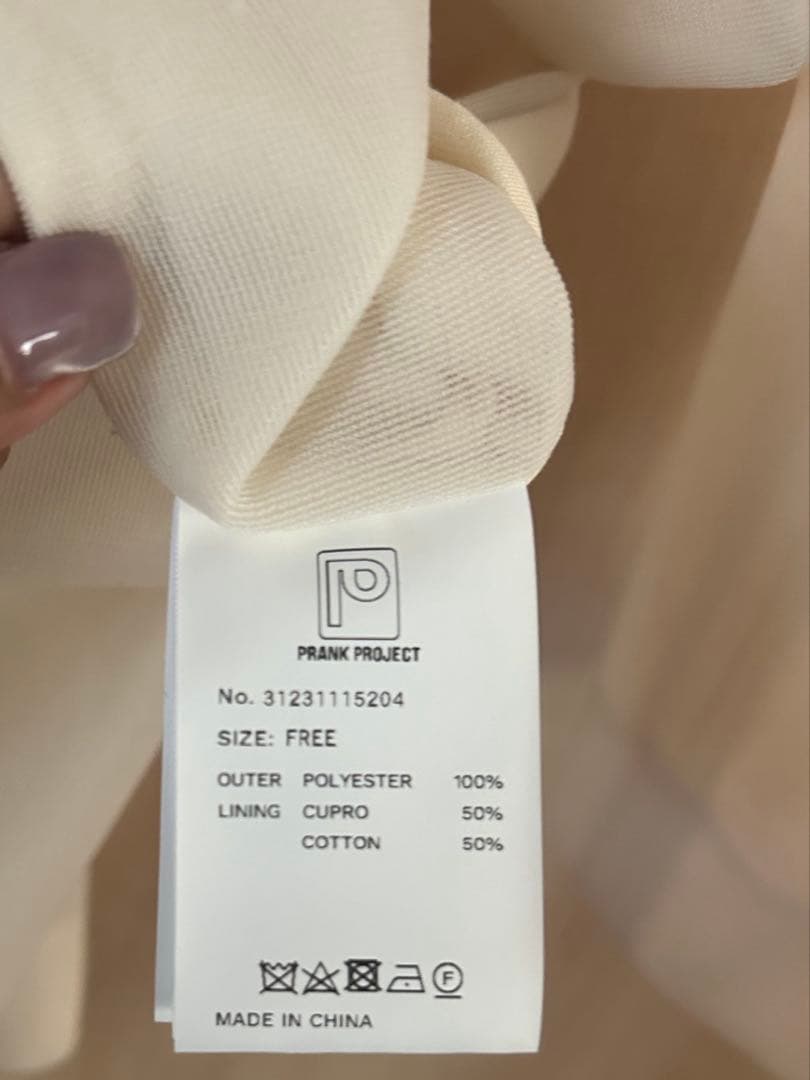 P
PRANK PROJECT
No. 31231115204
SIZE: FREE
OUTER POLYESTER 100%
LINING CUPRO 50%
COTTON 50%
F
MADE IN CHINA